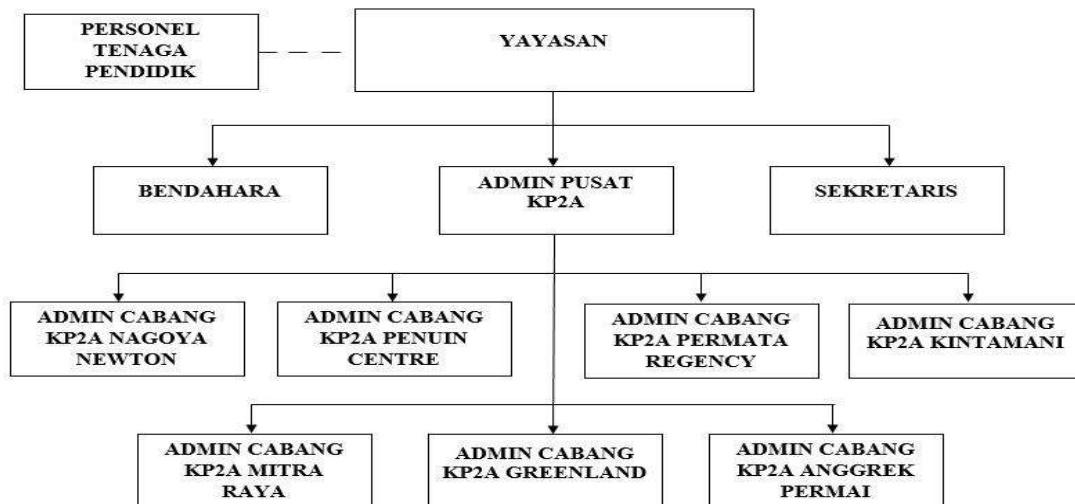 PERSONEL
TENAGA
PENDIDIK
YAYASAN
BENDAHARA
ADMIN PUSAT
KP2A
SEKRETARIS
ADMIN CABANG
KP2A NAGOYA
NEWTON
ADMIN CABANG
KP2A PENUIN
CENTRE
ADMIN CABANG
KP2A PERMATA
REGENCY
ADMIN CABANG
KP2A KINTAMANI
ADMIN CABANG
KP2A MITRA
RAYA
ADMIN CABANG
KP2A GREENLAND
ADMIN CABANG
KP2A ANGGREK
PERMAI